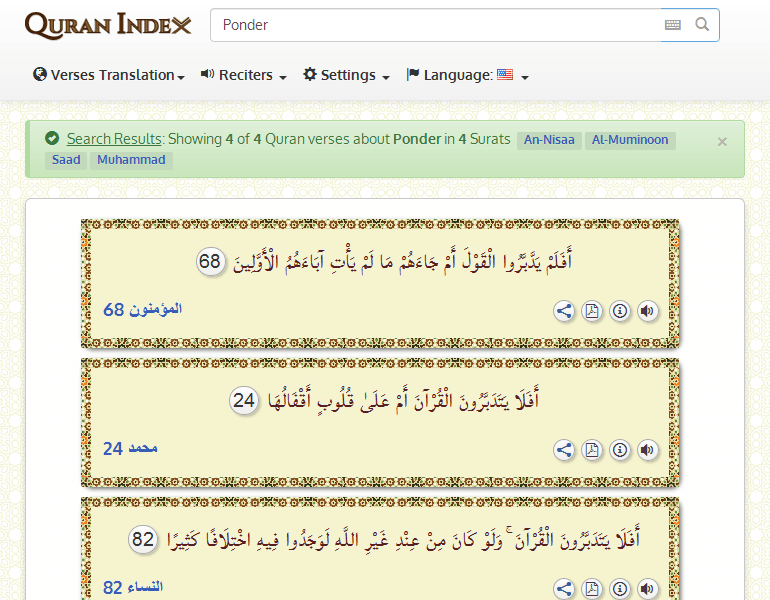 QURAN INDEX
Ponder
Verses Translation
Reciters
Settings
Language:
Search Results: Showing 4 of 4 Quran verses about Ponder in 4 Surats An-Nisaa Al-Muminoon
Saad Muhammad
×
أَفَلَمْ يَدَّبَّرُوا الْقَوْلَ أَمْ جَاءَهُمْ مَا لَمْ يَأْتِ آبَاءَهُمُ الْأَوَّلِينَ 68
المؤمنون 68
أَفَلَا يَتَدَبَّرُونَ الْقُرْآنَ أَمْ عَلَىٰ قُلُوبٍ أَقْفَالُهَا 24
محمد 24
أَفَلَا يَتَدَبَّرُونَ الْقُرْآنَ ۚ وَلَوْ كَانَ مِنْ عِنْدِ غَيْرِ اللَّهِ لَوَجَدُوا فِيهِ اخْتِلَافًا كَثِيرًا 82
النساء 82